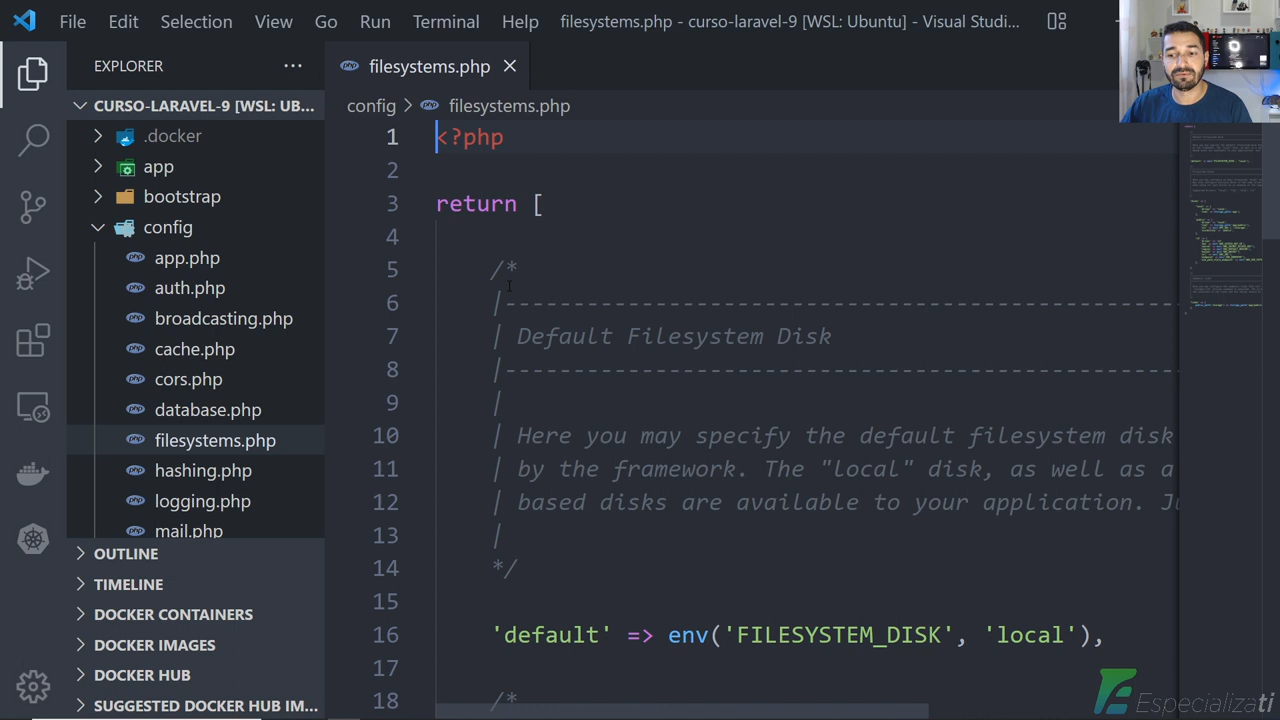 File Edit Selection View Go Run Terminal Help filesystems.php - curso-laravel-9 [WSL: Ubuntu] - Visual Studi...
EXPLORER ...
filesystems.php
CURSO-LARAVEL-9 [WSL: UB...
config > filesystems.php
.docker
app
bootstrap
config
app.php
auth.php
broadcasting.php
cache.php
cors.php
database.php
filesystems.php
hashing.php
logging.php
mail.php
OUTLINE
TIMELINE
DOCKER CONTAINERS
DOCKER IMAGES
DOCKER HUB
SUGGESTED DOCKER HUB IM...
1 <?php
2
3 return [
4
5 /*
6 |--------------------------------------------------
7 | Default Filesystem Disk
8 |--------------------------------------------------
9 |
10 | Here you may specify the default filesystem disk
11 | by the framework. The "local" disk, as well as a
12 | based disks are available to your application. Ju
13 |
14 */
15
16 'default' => env('FILESYSTEM_DISK', 'local'),
17
18 /*
Especializati